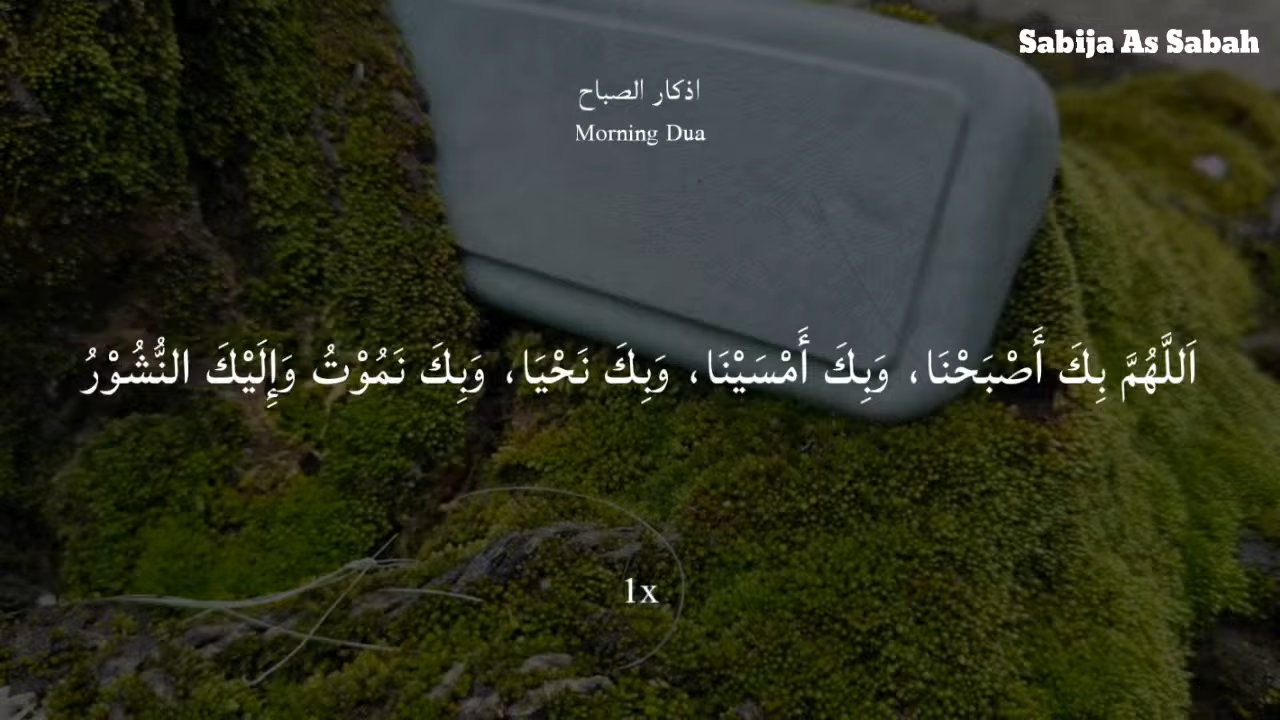 Sabija As Sabah
اذكار الصباح
Morning Dua
اَللَّهُمَّ بِكَ أَصْبَحْنَا، وَبِكَ أَمْسَيْنَا، وَبِكَ نَحْيَا، وَبِكَ نَمُوْتُ وَإِلَيْكَ النُّشُوْرُ
1x